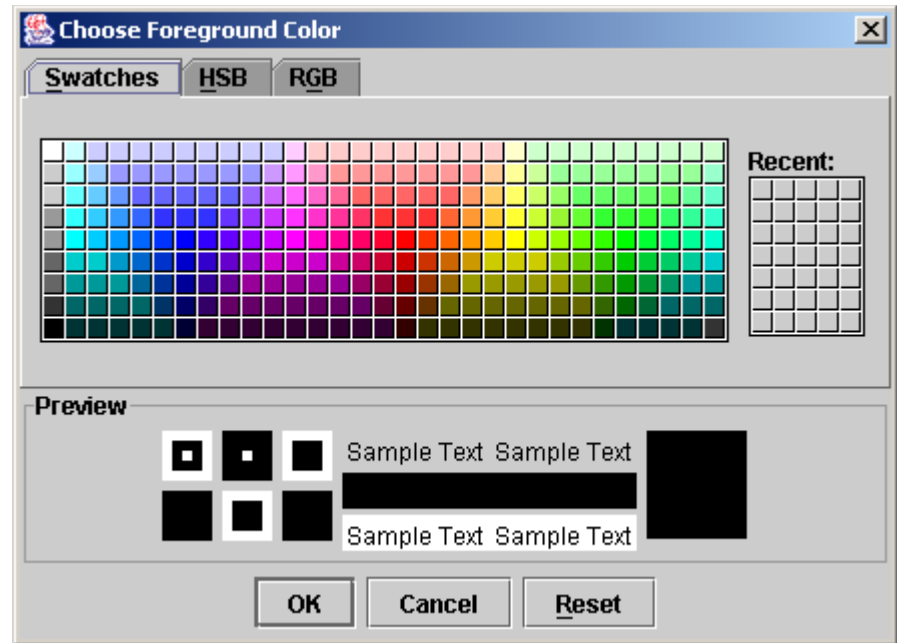 Choose Foreground Color
Swatches HSB RGB
Recent:
Preview
Sample Text Sample Text
Sample Text Sample Text
OK Cancel Reset